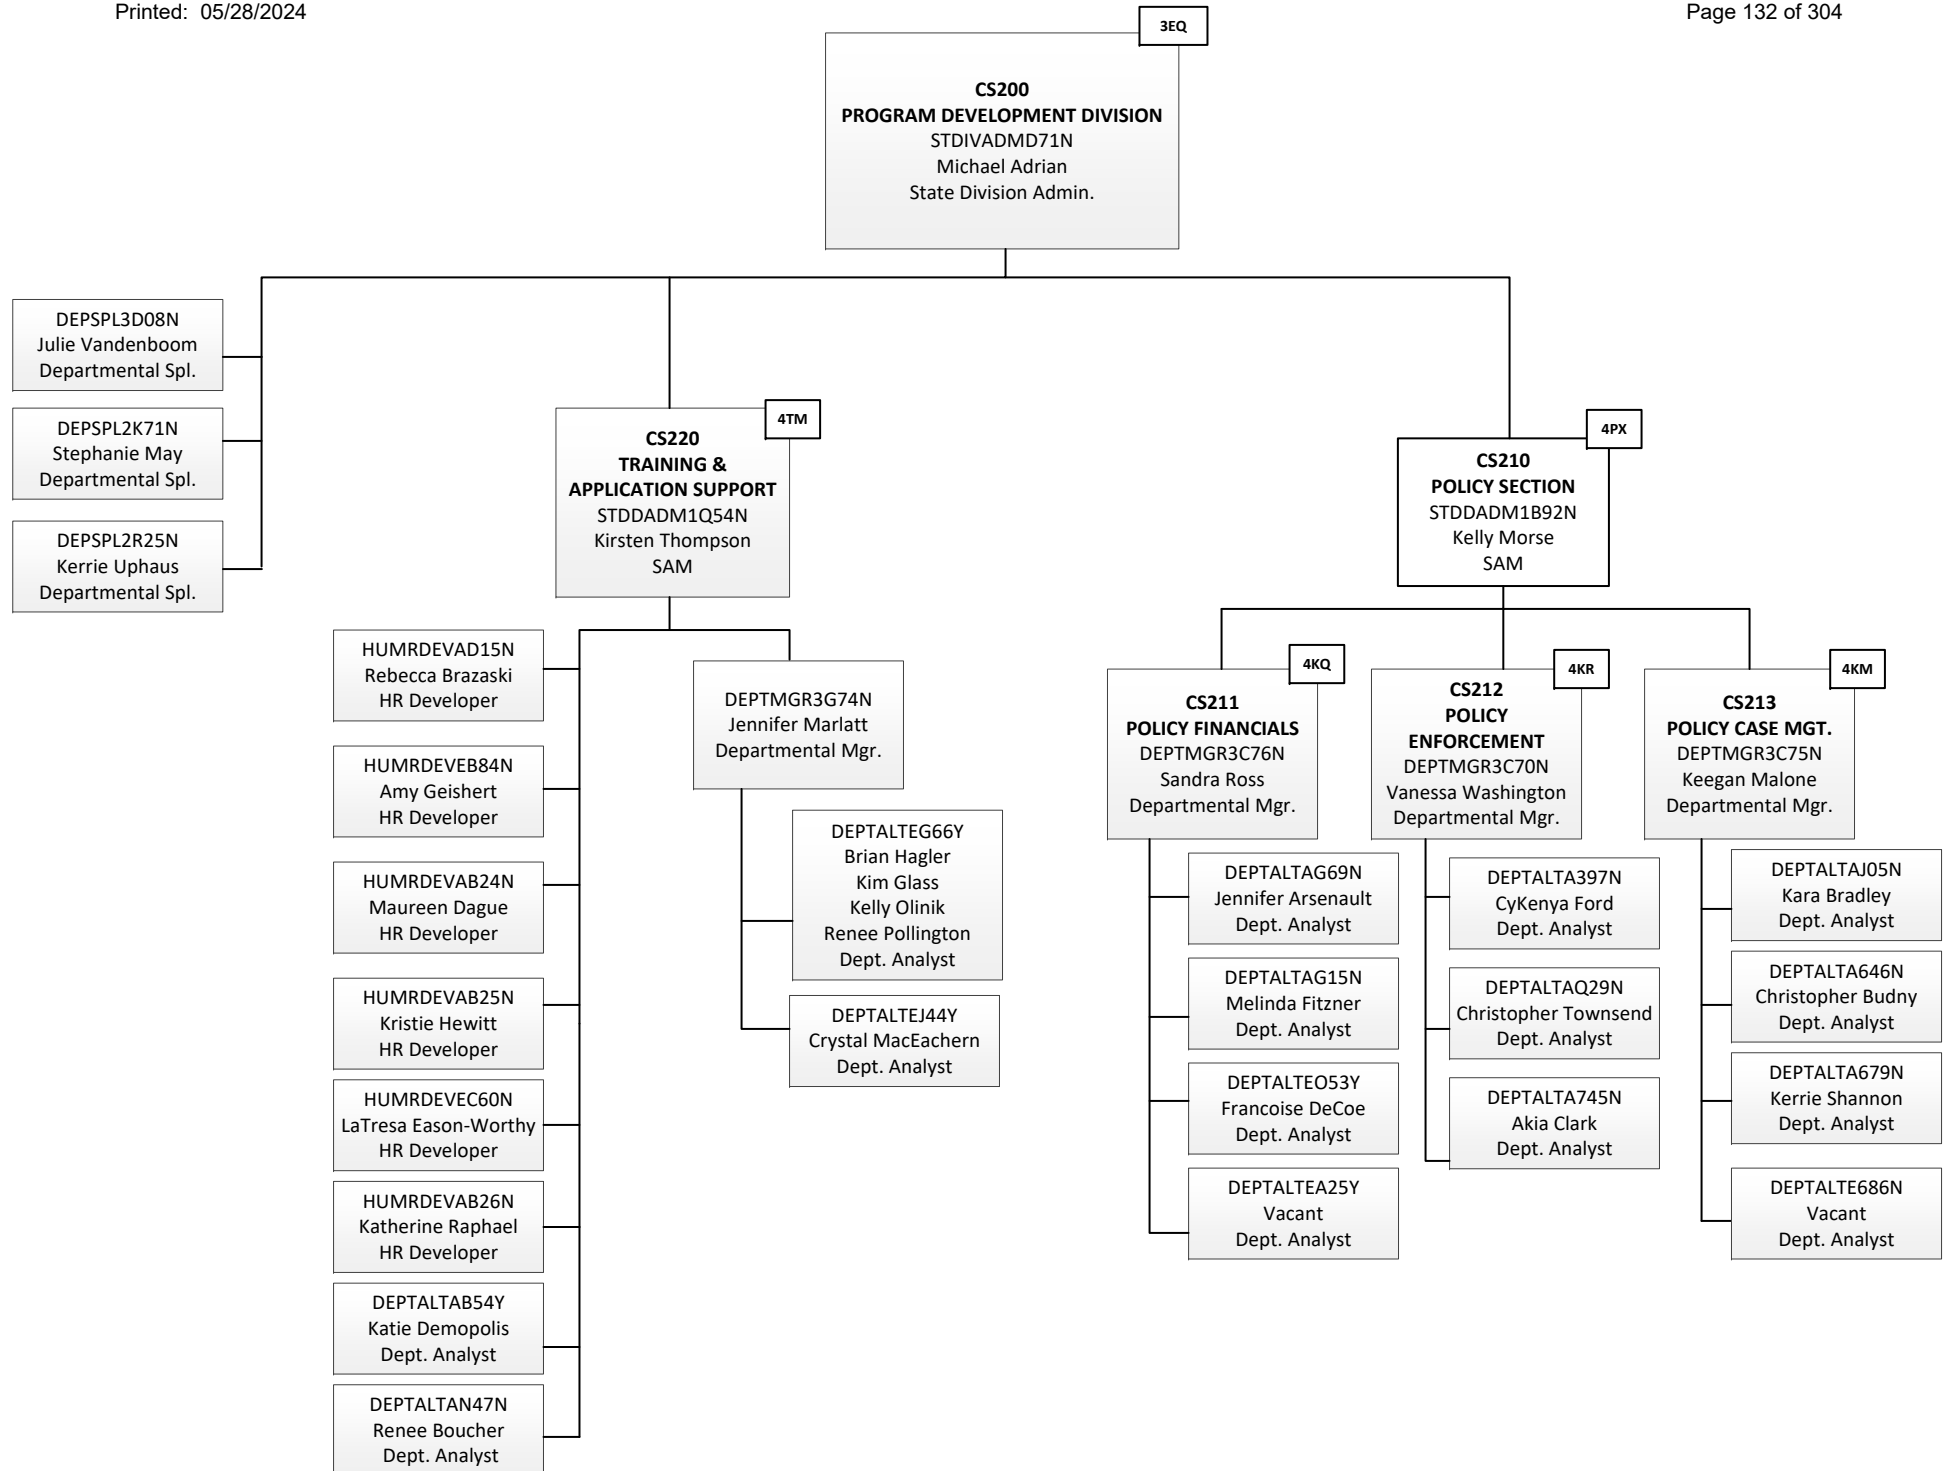 Printed: 05/28/2024
Page 132 of 304
3EQ
CS200
PROGRAM DEVELOPMENT DIVISION
STDIVADMD71N
Michael Adrian
State Division Admin.
DEPSPL3D08N
Julie Vandenboom
Departmental Spl.
DEPSPL2K71N
Stephanie May
Departmental Spl.
DEPSPL2R25N
Kerrie Uphaus
Departmental Spl.
4TM
CS220
TRAINING &
APPLICATION SUPPORT
STDDADM1Q54N
Kirsten Thompson
SAM
HUMRDEVAD15N
Rebecca Brazaski
HR Developer
HUMRDEVEB84N
Amy Geishert
HR Developer
HUMRDEVAB24N
Maureen Dague
HR Developer
HUMRDEVAB25N
Kristie Hewitt
HR Developer
HUMRDEVEC60N
LaTresa Eason-Worthy
HR Developer
HUMRDEVAB26N
Katherine Raphael
HR Developer
DEPTALTAB54Y
Katie Demopolis
Dept. Analyst
DEPTALTAN47N
Renee Boucher
Dept. Analyst
DEPTMGR3G74N
Jennifer Marlatt
Departmental Mgr.
DEPTALTEG66Y
Brian Hagler
Kim Glass
Kelly Olinik
Renee Pollington
Dept. Analyst
DEPTALTEJ44Y
Crystal MacEachern
Dept. Analyst
4PX
CS210
POLICY SECTION
STDDADM1B92N
Kelly Morse
SAM
4KQ
CS211
POLICY FINANCIALS
DEPTMGR3C76N
Sandra Ross
Departmental Mgr.
DEPTALTAG69N
Jennifer Arsenault
Dept. Analyst
DEPTALTAG15N
Melinda Fitzner
Dept. Analyst
DEPTALTEO53Y
Francoise DeCoe
Dept. Analyst
DEPTALTEA25Y
Vacant
Dept. Analyst
4KR
CS212
POLICY
ENFORCEMENT
DEPTMGR3C70N
Vanessa Washington
Departmental Mgr.
DEPTALTA397N
CyKenya Ford
Dept. Analyst
DEPTALTAQ29N
Christopher Townsend
Dept. Analyst
DEPTALTA745N
Akia Clark
Dept. Analyst
4KM
CS213
POLICY CASE MGT.
DEPTMGR3C75N
Keegan Malone
Departmental Mgr.
DEPTALTAJ05N
Kara Bradley
Dept. Analyst
DEPTALTA646N
Christopher Budny
Dept. Analyst
DEPTALTA679N
Kerrie Shannon
Dept. Analyst
DEPTALTE686N
Vacant
Dept. Analyst